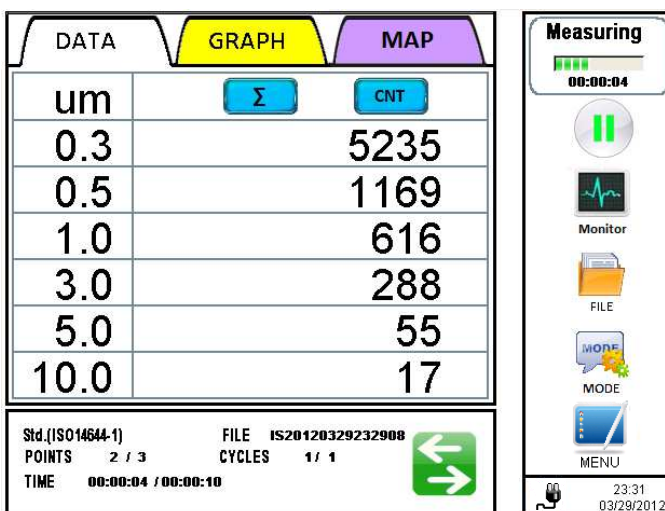 DATA GRAPH MAP
um Σ CNT
0.3 5235
0.5 1169
1.0 616
3.0 288
5.0 55
10.0 17
Std.(ISO14644-1) FILE IS20120329232908
POINTS 2 / 3 CYCLES 1/ 1
TIME 00:00:04 / 00:00:10
Measuring
00:00:04
Monitor
FILE
MODE
MODE
MENU
23:31
03/29/2012